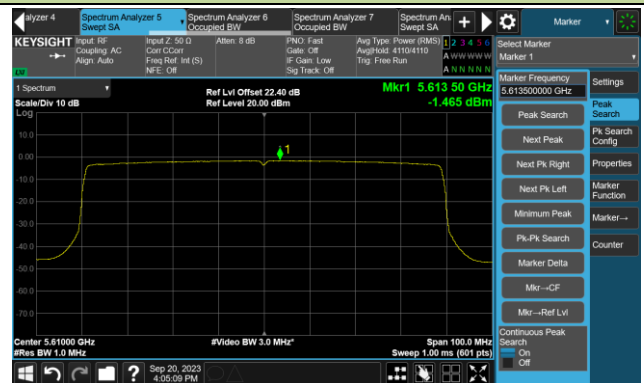 alyzer 4
Spectrum Analyzer 5
Swept SA
Spectrum Analyzer 6
Occupied BW
Spectrum Analyzer 7
Occupied BW
Spectrum An
Swept SA
Marker
KEYSIGHT
Input: RF
Coupling: AC
Align: Auto
Input Z: 50 Ω
Corr CCorr
Freq Ref: Int (S)
NFE: Off
Atten: 8 dB
PNO: Fast
Gate: Off
IF Gain: Low
Sig Track: Off
Avg Type: Power (RMS)
Avg|Hold: 4110/4110
Trig: Free Run
1 2 3 4 5 6
A W W W W W
A N N N N N
Select Marker
Marker 1
1 Spectrum
Scale/Div 10 dB
Log
Ref Lvl Offset 22.40 dB
Ref Level 20.00 dBm
Mkr1 5.613 50 GHz
-1.465 dBm
10.0
0.00
-10.0
-20.0
-30.0
-40.0
-50.0
-60.0
-70.0
1
Center 5.61000 GHz
#Res BW 1.0 MHz
#Video BW 3.0 MHz*
Span 100.0 MHz
Sweep 1.00 ms (601 pts)
Marker Frequency
5.613500000 GHz
Peak Search
Next Peak
Next Pk Right
Next Pk Left
Minimum Peak
Pk-Pk Search
Marker Delta
Mkr→CF
Mkr→Ref Lvl
Continuous Peak
Search
On
Off
Settings
Peak
Search
Pk Search
Config
Properties
Marker
Function
Marker→
Counter
?
Sep 20, 2023
4:05:09 PM